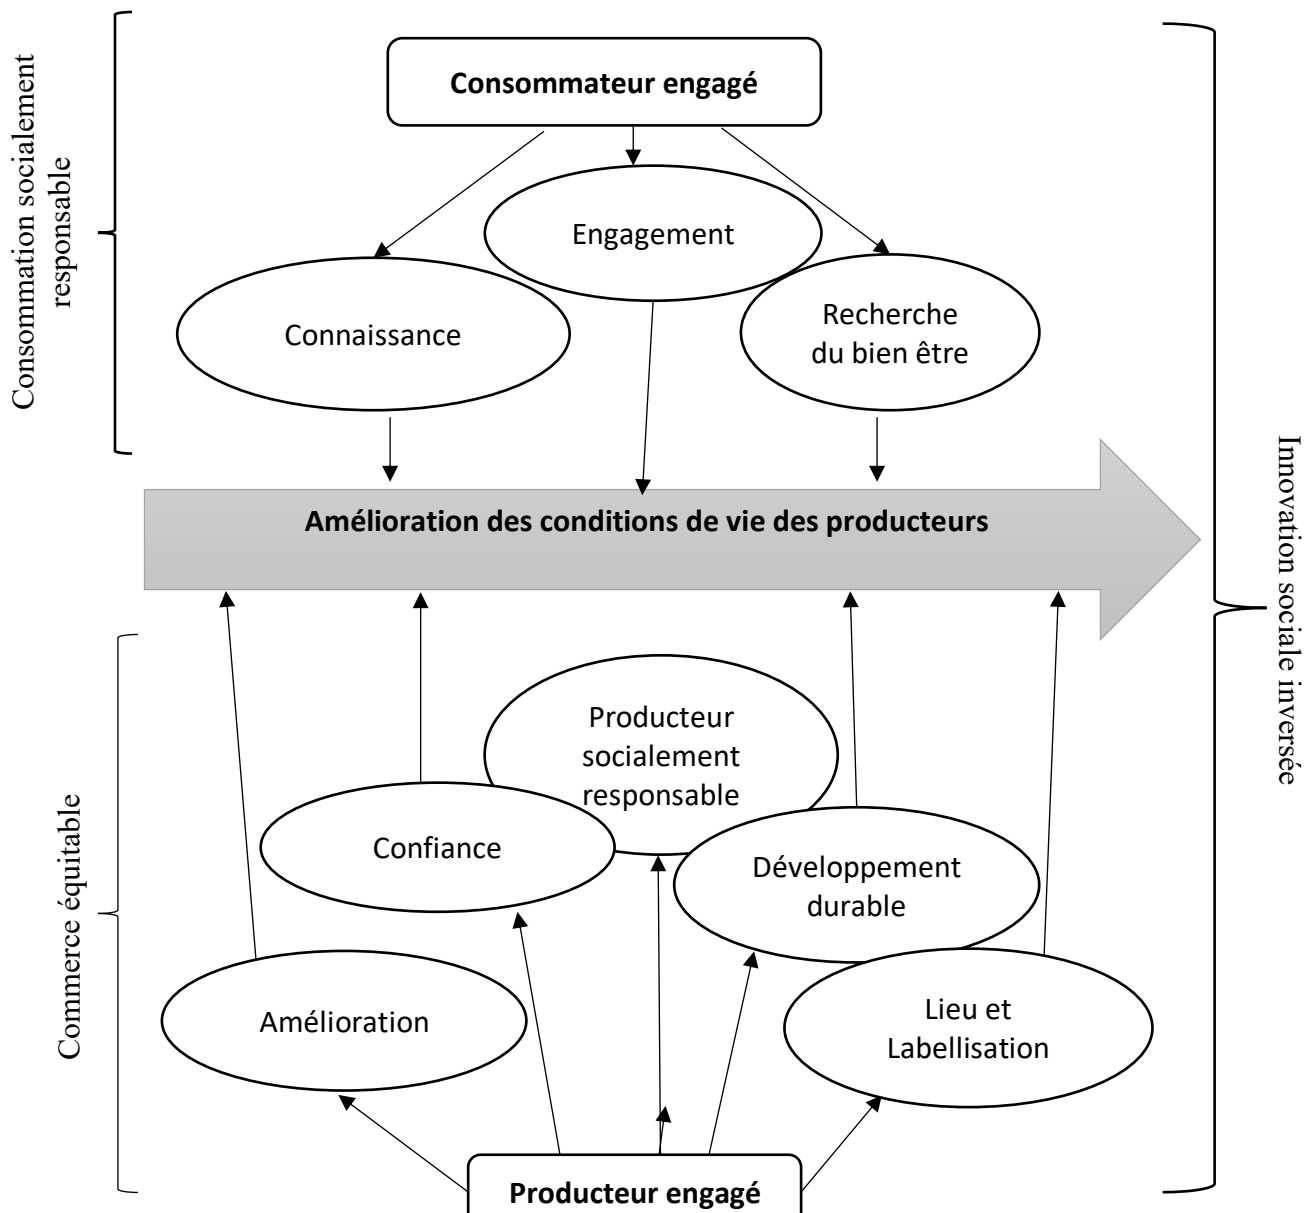 Consommation socialement
responsable
Consommateur engagé
Engagement
Connaissance
Recherche
du bien être
Amélioration des conditions de vie des producteurs
Innovation sociale inversée
Commerce équitable
Producteur
socialement
responsable
Confiance
Développement
durable
Amélioration
Lieu et
Labellisation
Producteur engagé